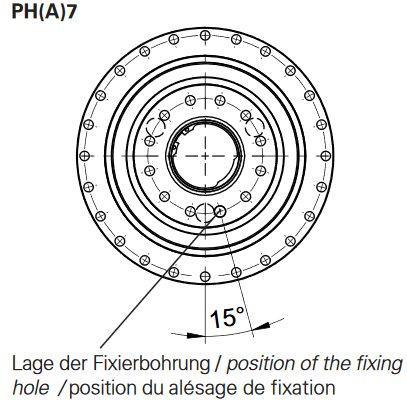 PH(A)7
15°
Lage der Fixierbohrung / position of the fixing
hole / position du alésage de fixation